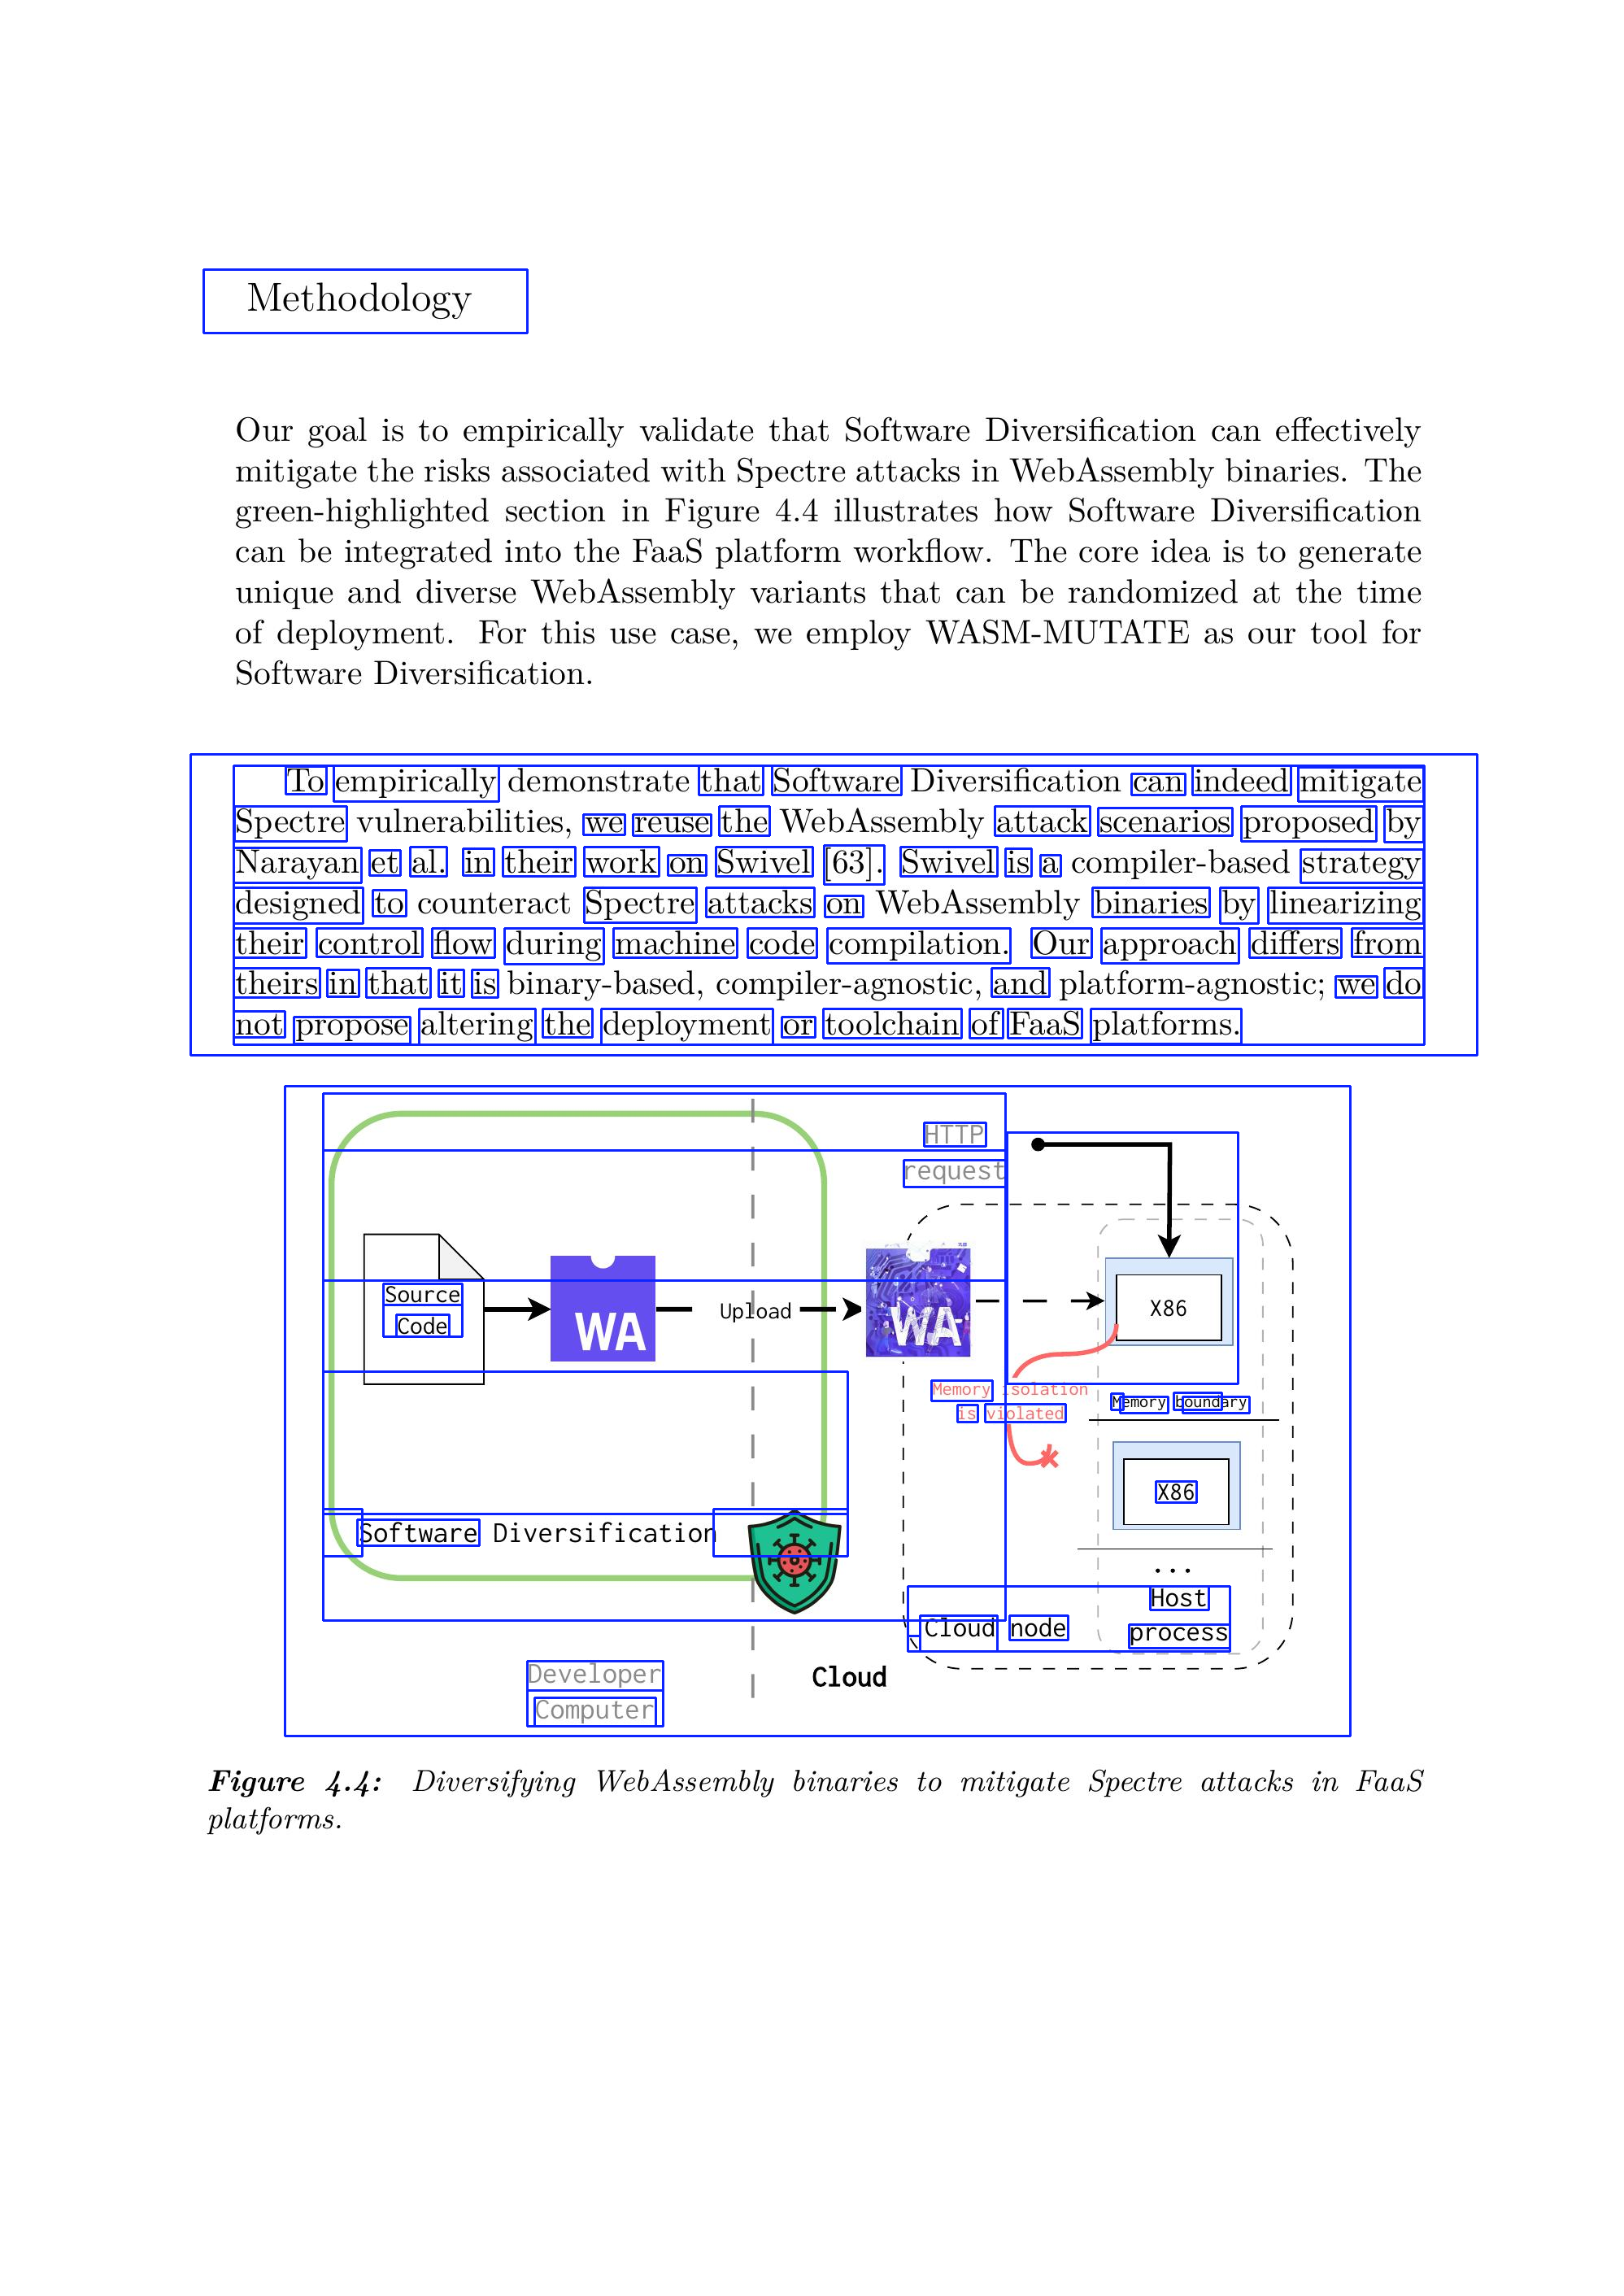 Methodology
Our goal is to empirically validate that Software Diversification can effectively
mitigate the risks associated with Spectre attacks in WebAssembly binaries. The
green-highlighted section in Figure 4.4 illustrates how Software Diversification
can be integrated into the FaaS platform workflow. The core idea is to generate
unique and diverse WebAssembly variants that can be randomized at the time
of deployment. For this use case, we employ WASM-MUTATE as our tool for
Software Diversification.
To empirically demonstrate that Software Diversification can indeed mitigate
Spectre vulnerabilities, we reuse the WebAssembly attack scenarios proposed by
Narayan et al. in their work on Swivel [63]. Swivel is a compiler-based strategy
designed to counteract Spectre attacks on WebAssembly binaries by linearizing
their control flow during machine code compilation. Our approach differs from
theirs in that it is binary-based, compiler-agnostic, and platform-agnostic; we do
not propose altering the deployment or toolchain of FaaS platforms.
HTTP
request
Source
Code
WA
Upload
WA
X86
Memory isolation
is violated
Memory boundary
X86
...
Software Diversification
Host
process
Cloud node
Developer
Computer
Cloud
Figure 4.4: Diversifying WebAssembly binaries to mitigate Spectre attacks in FaaS
platforms.